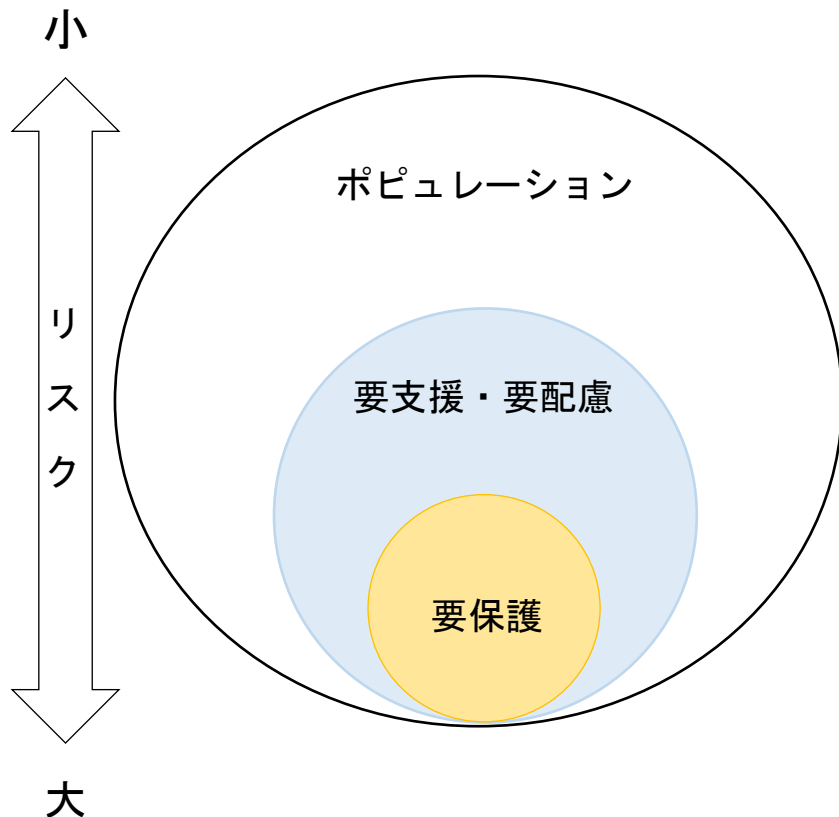 小
ポピュレーション
リスク
要支援・要配慮
要保護
大